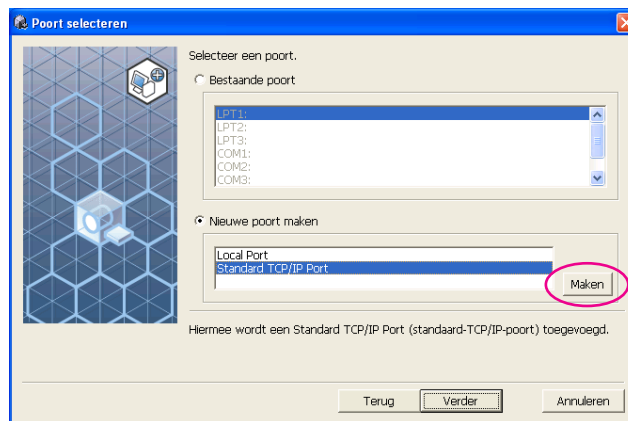 Poort selecteren
Selecteer een poort.
Bestaande poort
LPT1:
LPT2:
LPT3:
COM1:
COM2:
COM3:
Nieuwe poort maken
Local Port
Standard TCP/IP Port
Maken
Hiermee wordt een Standard TCP/IP Port (standaard-TCP/IP-poort) toegevoegd.
Terug
Verder
Annuleren